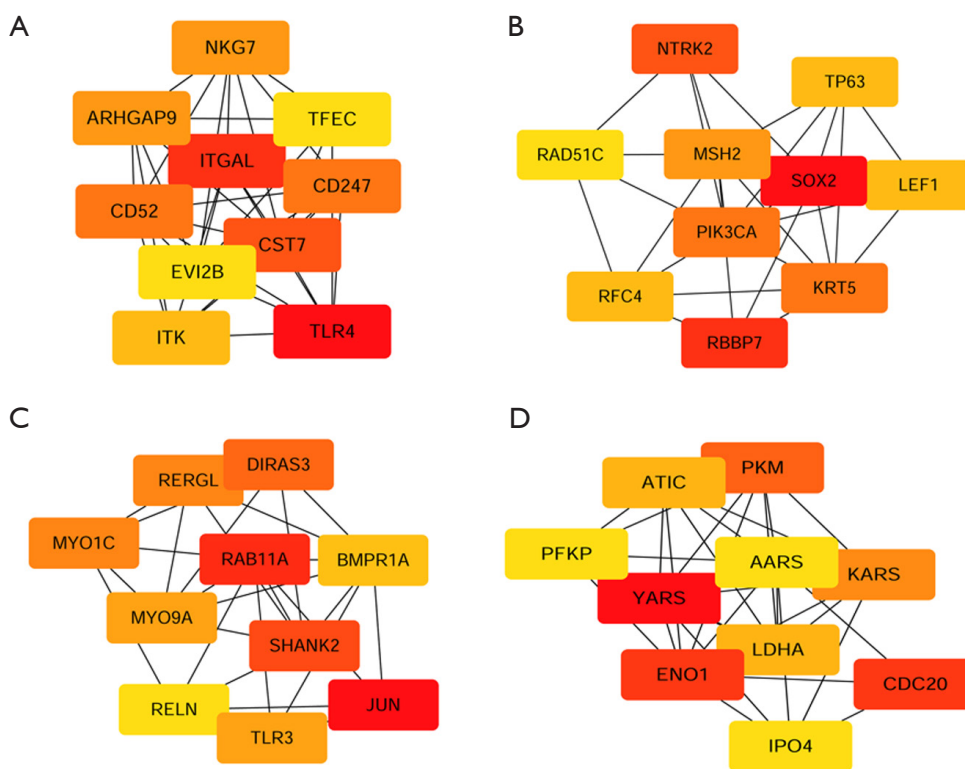 A
NKG7
ARHGAP9
TFEC
ITGAL
CD247
CD52
CST7
EVI2B
ITK
TLR4
B
NTRK2
TP63
RAD51C
MSH2
SOX2
LEF1
PIK3CA
RFC4
KRT5
RBBP7
C
DIRAS3
RERGL
MYO1C
RAB11A
BMPR1A
MYO9A
SHANK2
RELN
JUN
TLR3
D
PKM
ATIC
PFKP
AARS
KARS
YARS
LDHA
ENO1
CDC20
IPO4